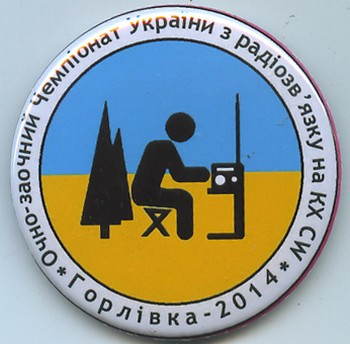 Очно-заочний Чемпіонат України з радіозв'язку на КХ CW
*Горлівка-2014*